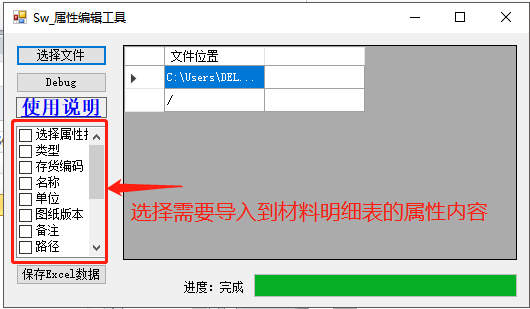 Sw_属性编辑工具
选择文件
Debug
使用说明
选择属性
类型
存货编码
名称
单位
图纸版本
备注
路径
保存Excel数据
文件位置
C:\Users\DEL...
/
选择需要导入到材料明细表的属性内容
进度：完成